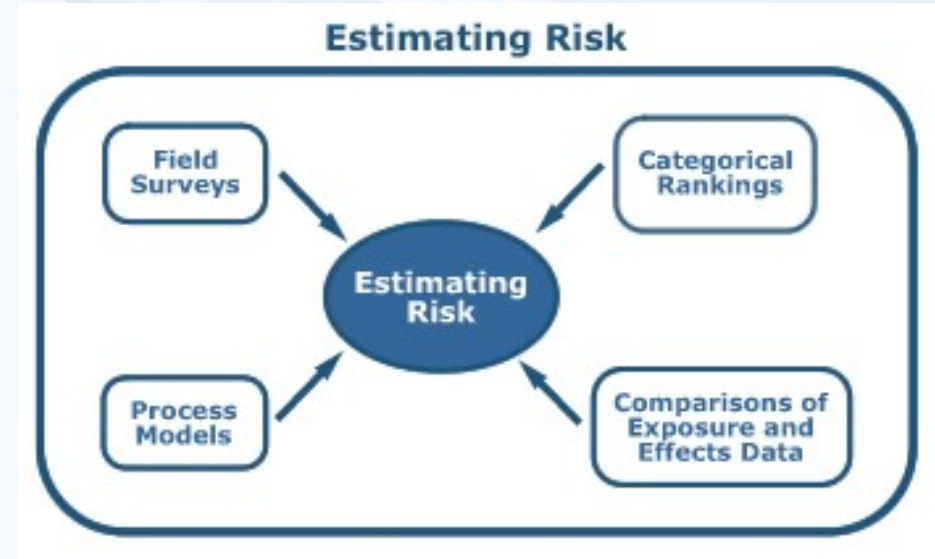 Estimating Risk
Field
Surveys
Categorical
Rankings
Estimating
Risk
Process
Models
Comparisons of
Exposure and
Effects Data